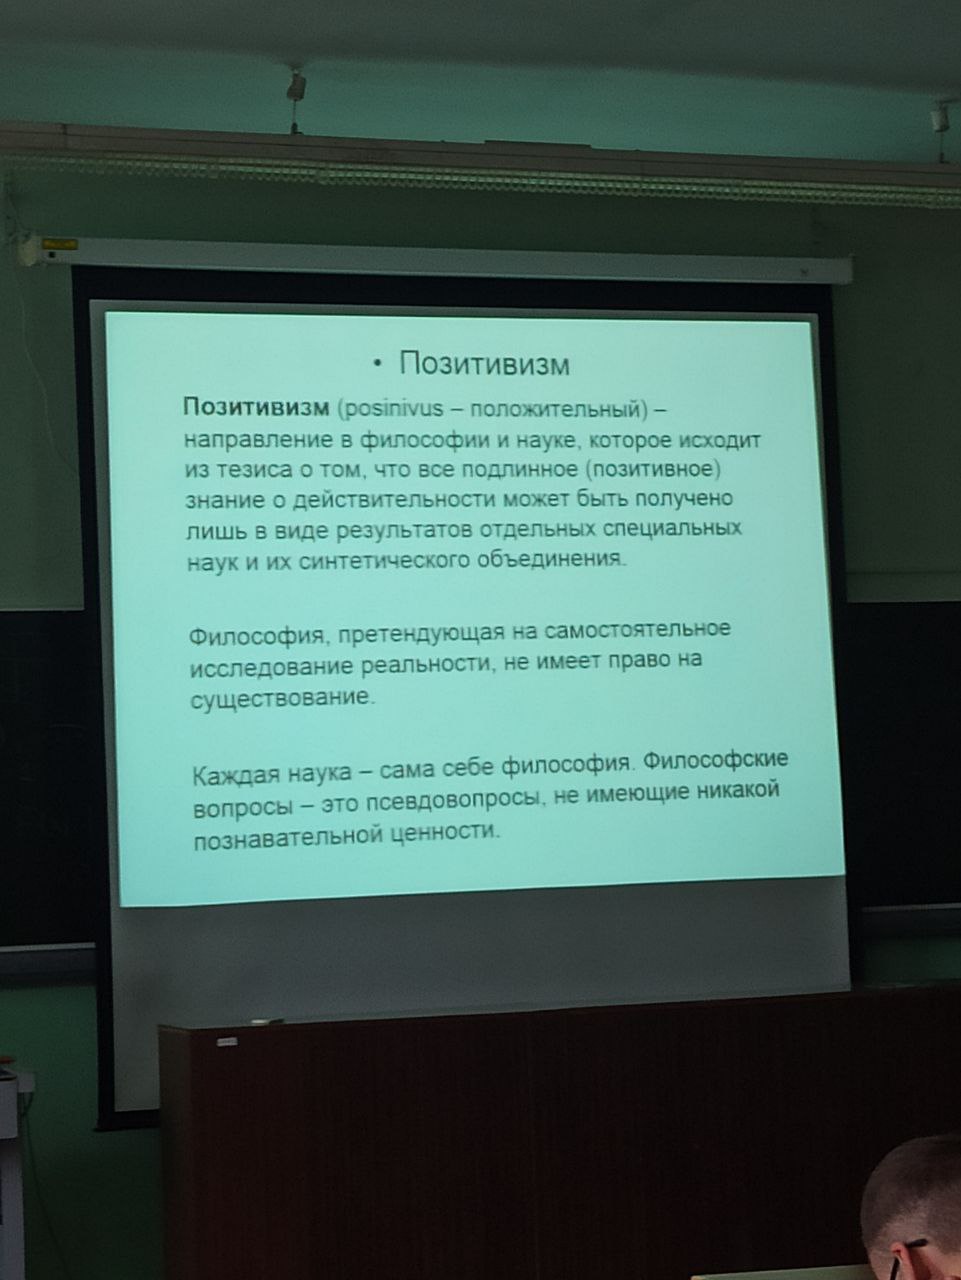 • Позитивизм
Позитивизм (posinivus – положительный) –
направление в философии и науке, которое исходит
из тезиса о том, что все подлинное (позитивное)
знание о действительности может быть получено
лишь в виде результатов отдельных специальных
наук и их синтетического объединения.
Философия, претендующая на самостоятельное
исследование реальности, не имеет право на
существование.
Каждая наука – сама себе философия. Философские
вопросы – это псевдовопросы, не имеющие никакой
познавательной ценности.